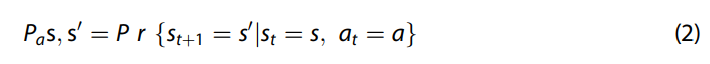 Pₐs, s′ = P r {sₜ₊₁ = s′|sₜ = s, aₜ = a} (2)